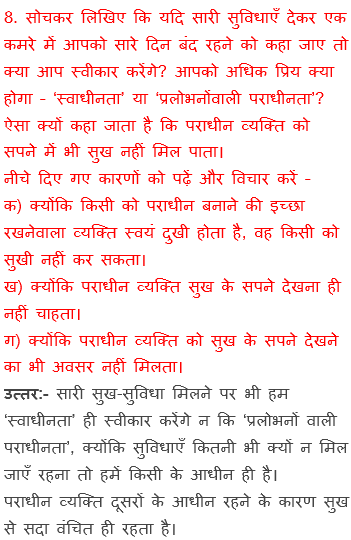 8. सोचकर लिखिए कि यदि सारी सुविधाएँ देकर एक
कमरे में आपको सारे दिन बंद रहने को कहा जाए तो
क्या आप स्वीकार करेंगे? आपको अधिक प्रिय क्या
होगा – ‘स्वाधीनता’ या ‘प्रलोभनोंवाली पराधीनता’?
ऐसा क्यों कहा जाता है कि पराधीन व्यक्ति को
सपने में भी सुख नहीं मिल पाता।
नीचे दिए गए कारणों को पढ़ें और विचार करें –
क) क्योंकि किसी को पराधीन बनाने की इच्छा
रखनेवाला व्यक्ति स्वयं दुखी होता है, वह किसी को
सुखी नहीं कर सकता।
ख) क्योंकि पराधीन व्यक्ति सुख के सपने देखना ही
नहीं चाहता।
ग) क्योंकि पराधीन व्यक्ति को सुख के सपने देखने
का भी अवसर नहीं मिलता।
उत्तर:- सारी सुख-सुविधा मिलने पर भी हम
‘स्वाधीनता’ ही स्वीकार करेंगे न कि ‘प्रलोभनों वाली
पराधीनता’, क्योंकि सुविधाएँ कितनी भी क्यों न मिल
जाएँ रहना तो हमें किसी के आधीन ही है।
पराधीन व्यक्ति दूसरों के आधीन रहने के कारण सुख
से सदा वंचित ही रहता है।